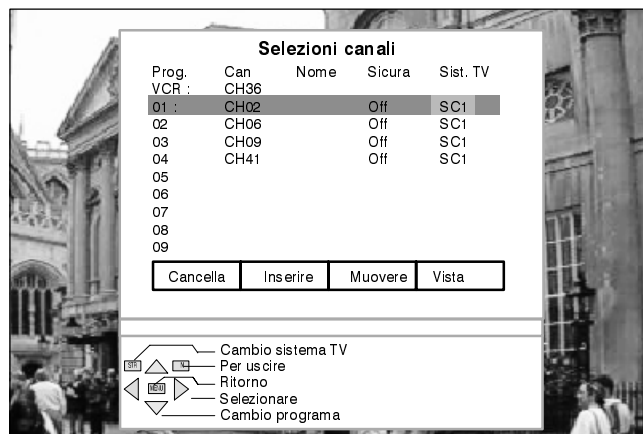 Selezioni canali
Prog. Can Nome Sicura Sist. TV
VCR : CH36
01 : CH02 Off SC1
02 CH06 Off SC1
03 CH09 Off SC1
04 CH41 Off SC1
05
06
07
08
09
Cancella Inserire Muovere Vista
Cambio sistema TV
STR N Per uscire
MENU Ritorno
Selezionare
Cambio programa